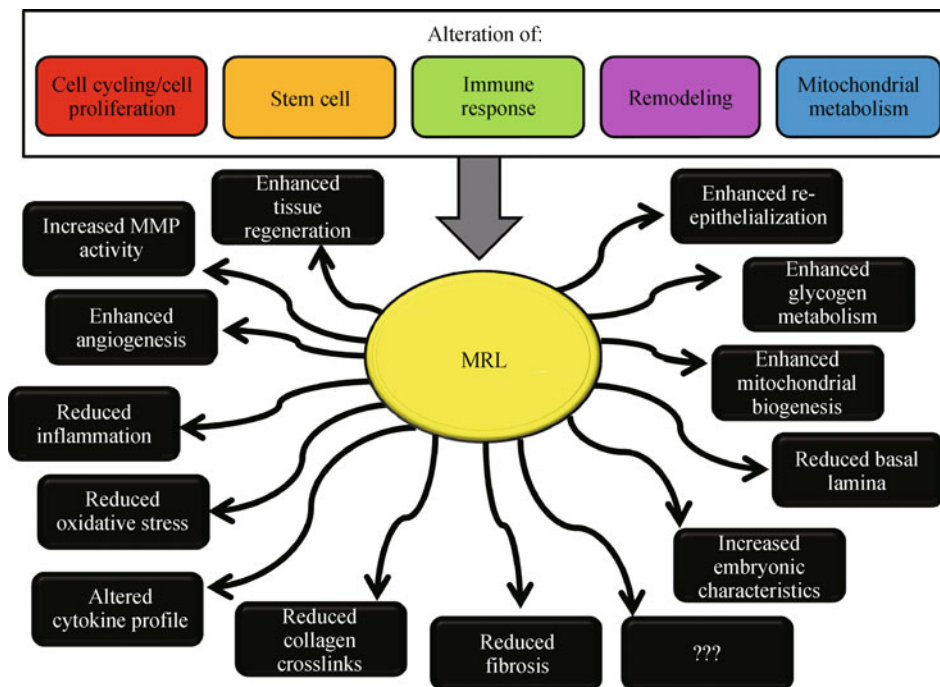 Alteration of:
Cell cycling/cell
proliferation
Stem cell
Immune
response
Remodeling
Mitochondrial
metabolism
Enhanced
tissue
regeneration
Enhanced re-
epithelialization
Increased MMP
activity
Enhanced
glycogen
metabolism
Enhanced
angiogenesis
MRL
Enhanced
mitochondrial
biogenesis
Reduced
inflammation
Reduced basal
lamina
Reduced
oxidative stress
Increased
embryonic
characteristics
Altered
cytokine profile
Reduced
collagen
crosslinks
Reduced
fibrosis
???